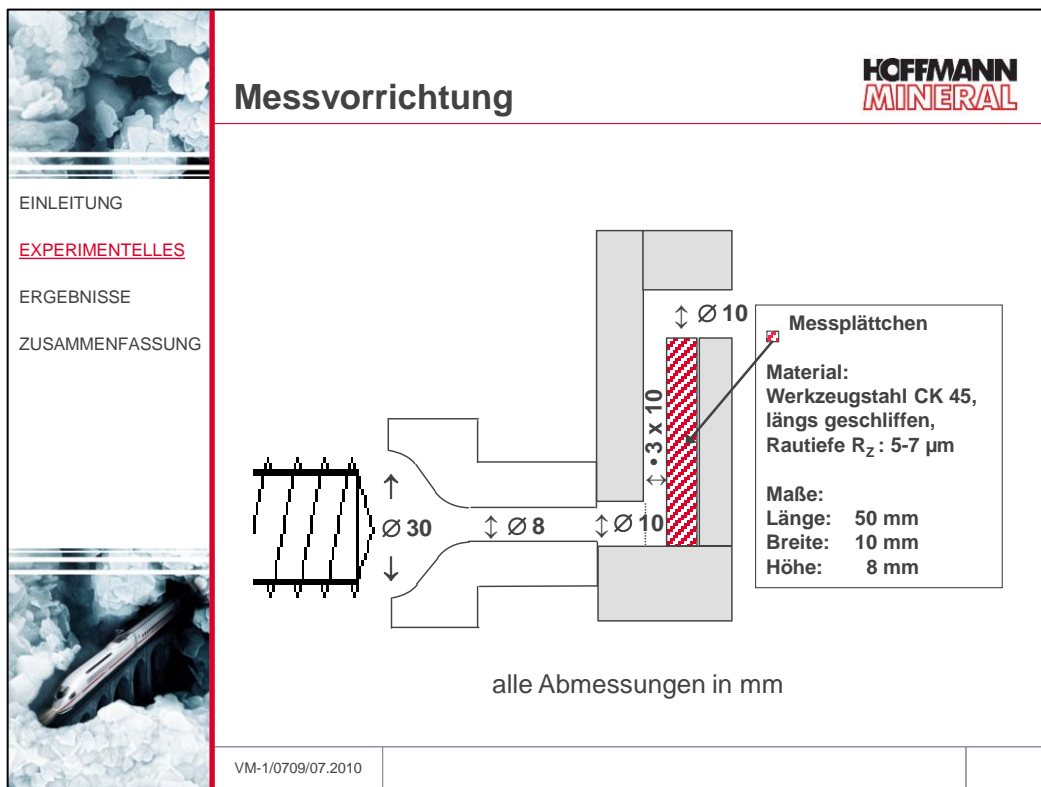 Messvorrichtung
HOFFMANN
MINERAL
EINLEITUNG
EXPERIMENTELLES
ERGEBNISSE
ZUSAMMENFASSUNG
↕ ∅ 10
Messplättchen
Material:
Werkzeugstahl CK 45,
längs geschliffen,
Rautiefe RZ : 5-7 µm
Maße:
Länge: 50 mm
Breite: 10 mm
Höhe: 8 mm
↔ • 3 x 10
∅ 30
↕ ∅ 8
↕ ∅ 10
alle Abmessungen in mm
VM-1/0709/07.2010